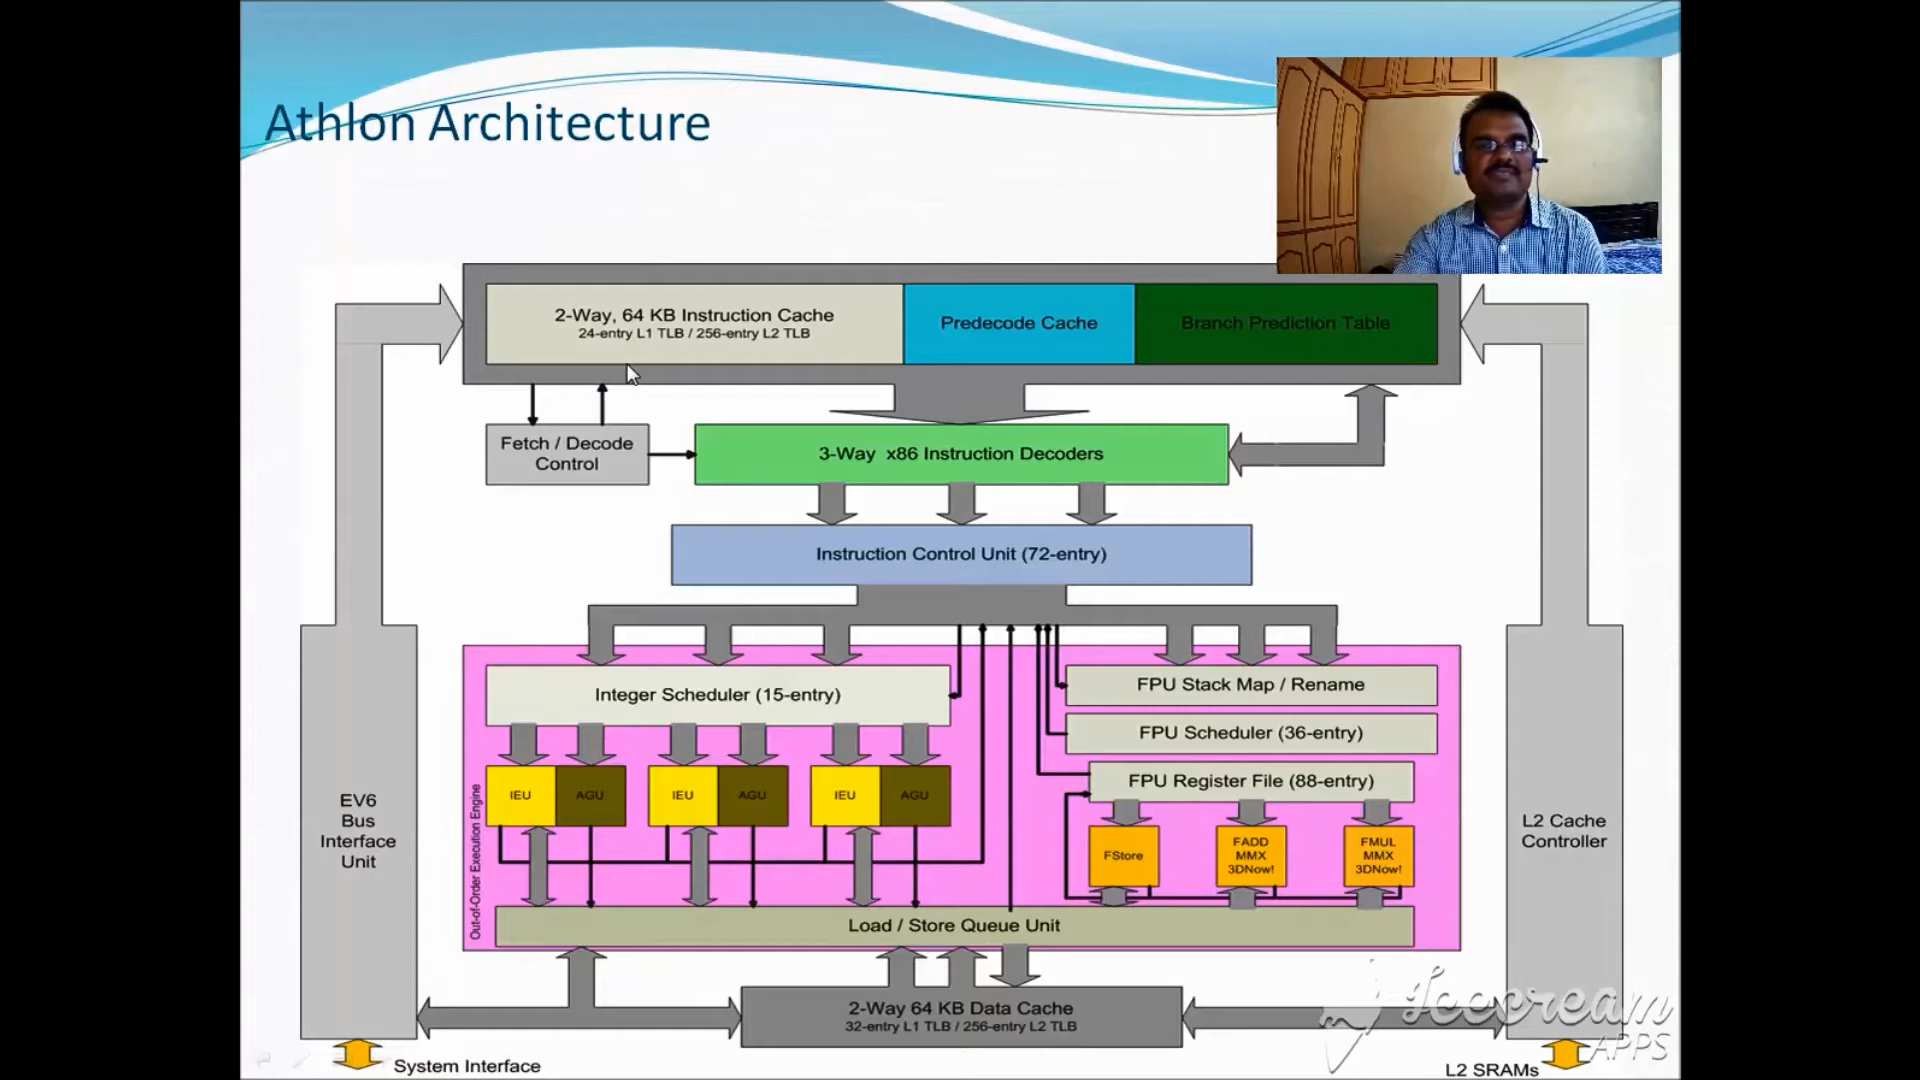 Athlon Architecture
2-Way, 64 KB Instruction Cache
24-entry L1 TLB / 256-entry L2 TLB
Predecode Cache
Branch Prediction Table
Fetch / Decode
Control
3-Way x86 Instruction Decoders
Instruction Control Unit (72-entry)
Integer Scheduler (15-entry)
FPU Stack Map / Rename
FPU Scheduler (36-entry)
FPU Register File (88-entry)
IEU
AGU
IEU
AGU
IEU
AGU
FStore
FADD
MMX
3DNow!
FMUL
MMX
3DNow!
Out-of-Order Execution Engine
Load / Store Queue Unit
EV6
Bus
Interface
Unit
L2 Cache
Controller
2-Way 64 KB Data Cache
32-entry L1 TLB / 256-entry L2 TLB
System Interface
L2 SRAMs
Icecream
APPS